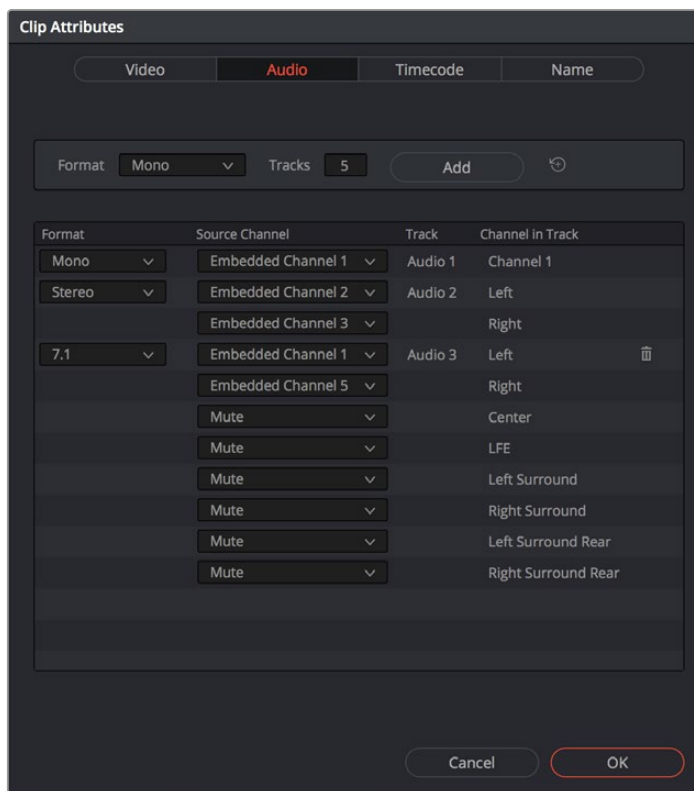 Clip Attributes
Video Audio Timecode Name
Format Mono Tracks 5 Add
Format Source Channel Track Channel in Track
Mono Embedded Channel 1 Audio 1 Channel 1
Stereo Embedded Channel 2 Audio 2 Left
Embedded Channel 3 Right
7.1 Embedded Channel 1 Audio 3 Left
Embedded Channel 5 Right
Mute Center
Mute LFE
Mute Left Surround
Mute Right Surround
Mute Left Surround Rear
Mute Right Surround Rear
Cancel OK